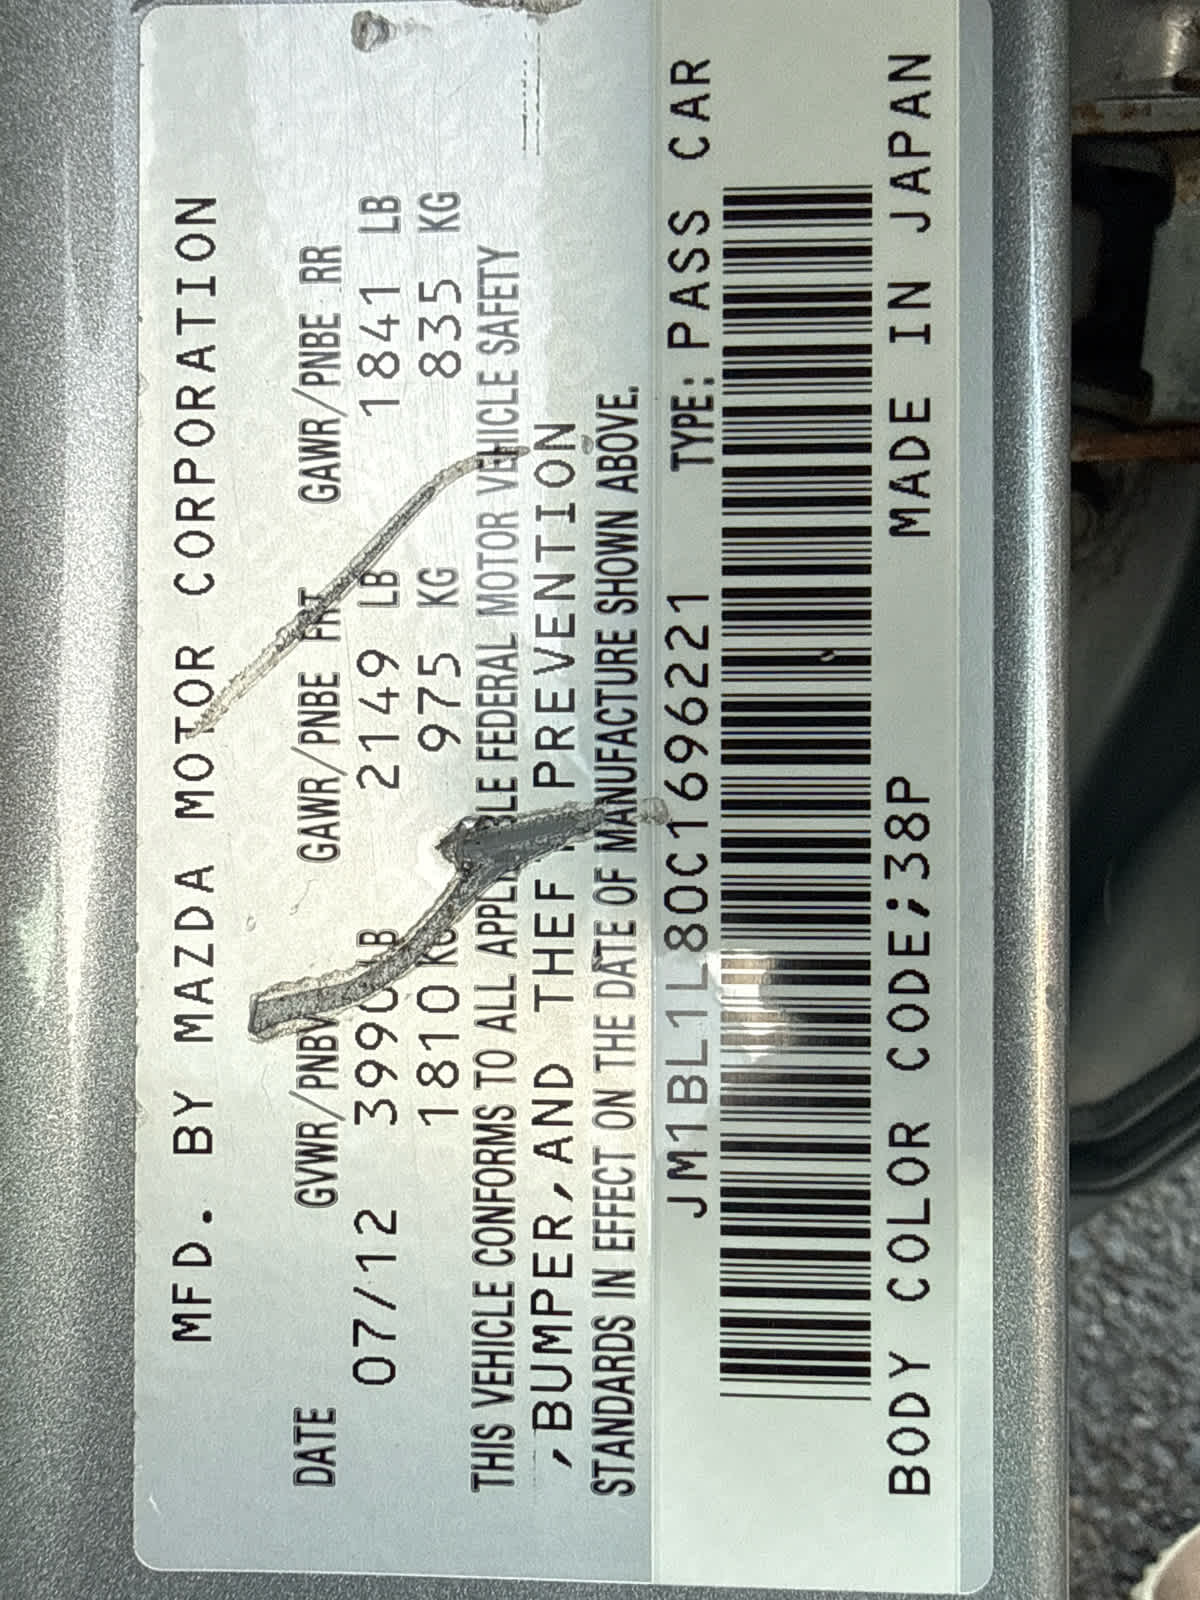 MFD. BY MAZDA MOTOR CORPORATION
DATE GVWR/PNBV GAWR/PNBE FRT GAWR/PNBE RR
07/12 3990 LB 2149 LB 1841 LB
1810 KG 975 KG 835 KG
THIS VEHICLE CONFORMS TO ALL FEDERAL MOTOR VEHICLE SAFETY
,BUMPER,AND PREVENTION
STANDARDS IN EFFECT ON THE DATE OF MANUFACTURE SHOWN ABOVE.
JM1BL1L80C1696221 TYPE: PASS CAR
BODY COLOR CODE;38P MADE IN JAPAN